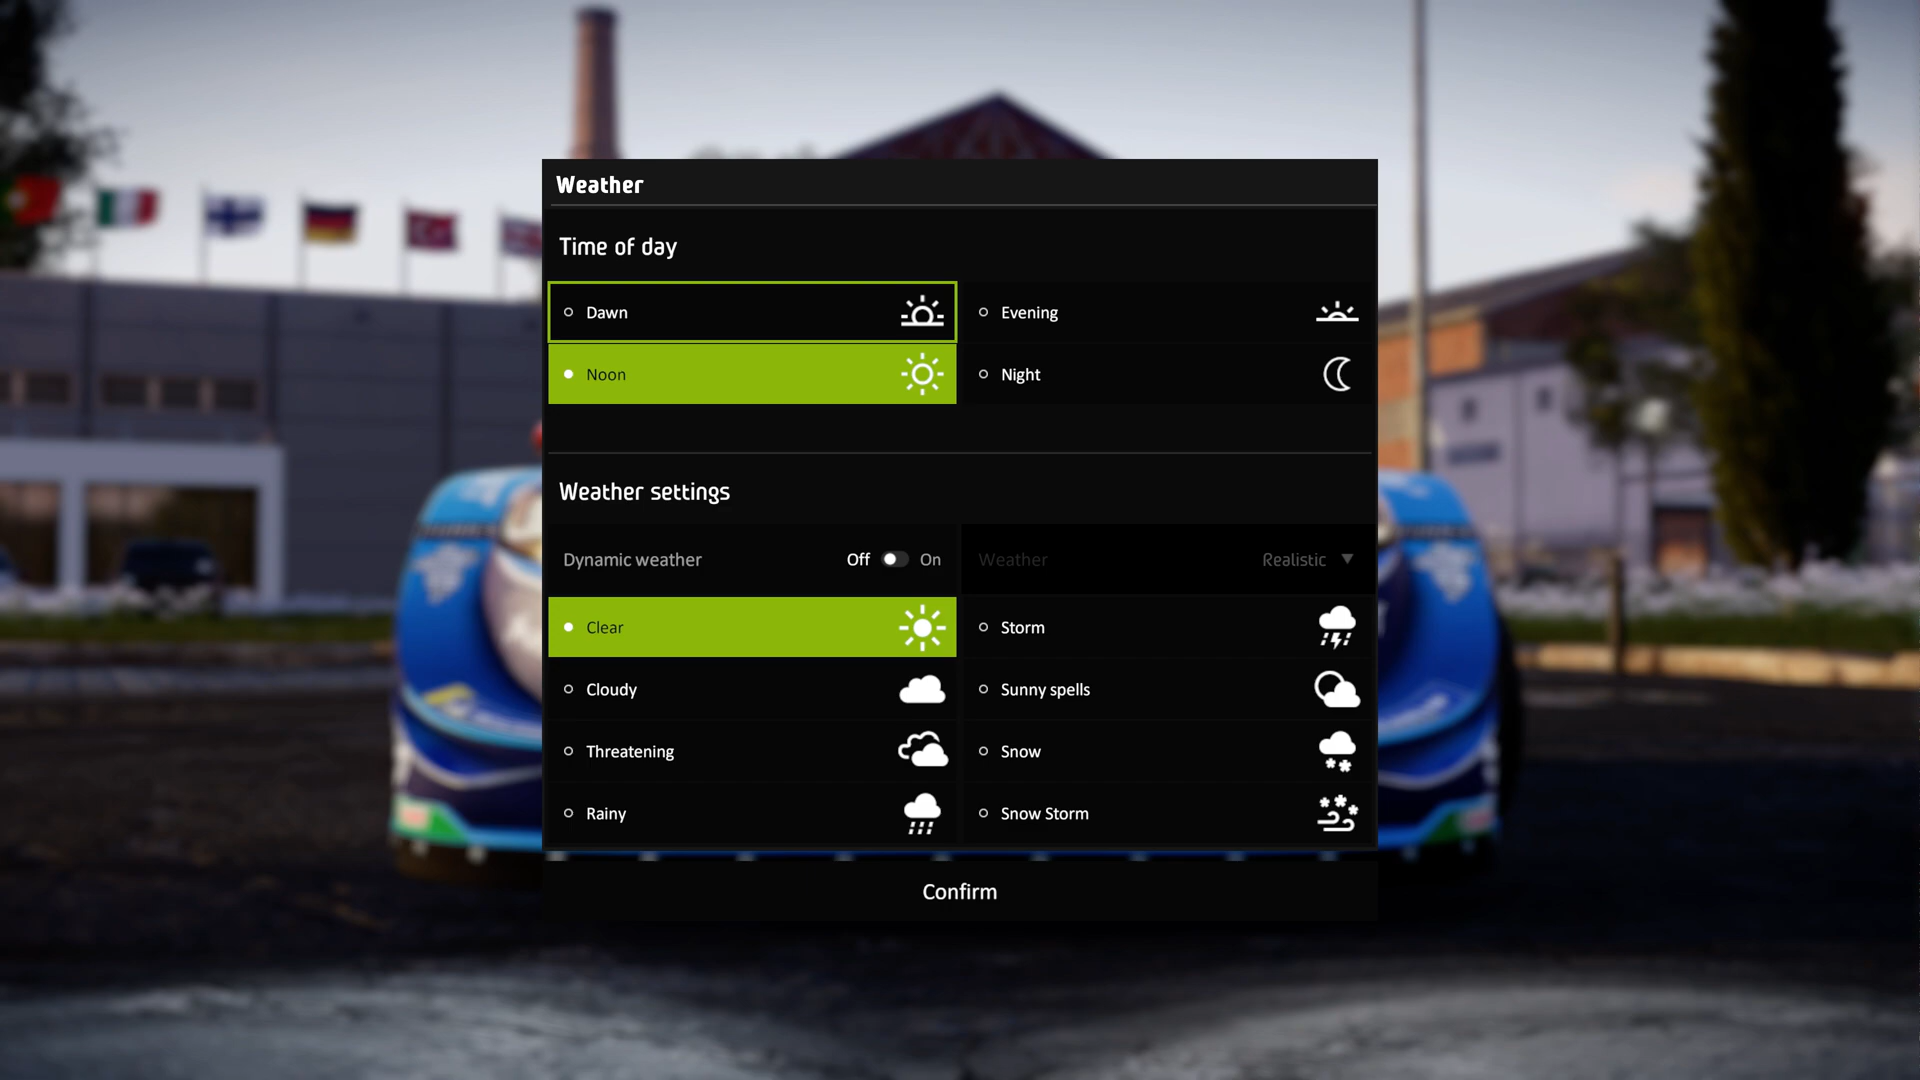 Weather
Time of day
Dawn
Evening
Noon
Night
Weather settings
Dynamic weather Off On
Weather Realistic
Clear
Storm
Cloudy
Sunny spells
Threatening
Snow
Rainy
Snow Storm
Confirm